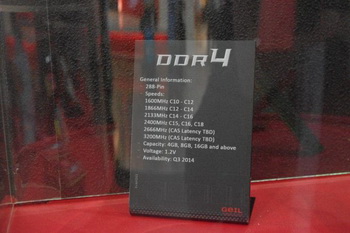 DDR4
General Information:
288-Pin
Speeds:
1600MHz C10 - C12
1866MHz C12 - C14
2133MHz C14 - C16
2400MHz C15, C16, C18
2666MHz (CAS Latency TBD)
3200MHz (CAS Latency TBD)
Capacity: 4GB, 8GB, 16GB and above
Voltage: 1.2V
Availability: Q3 2014
GEIL